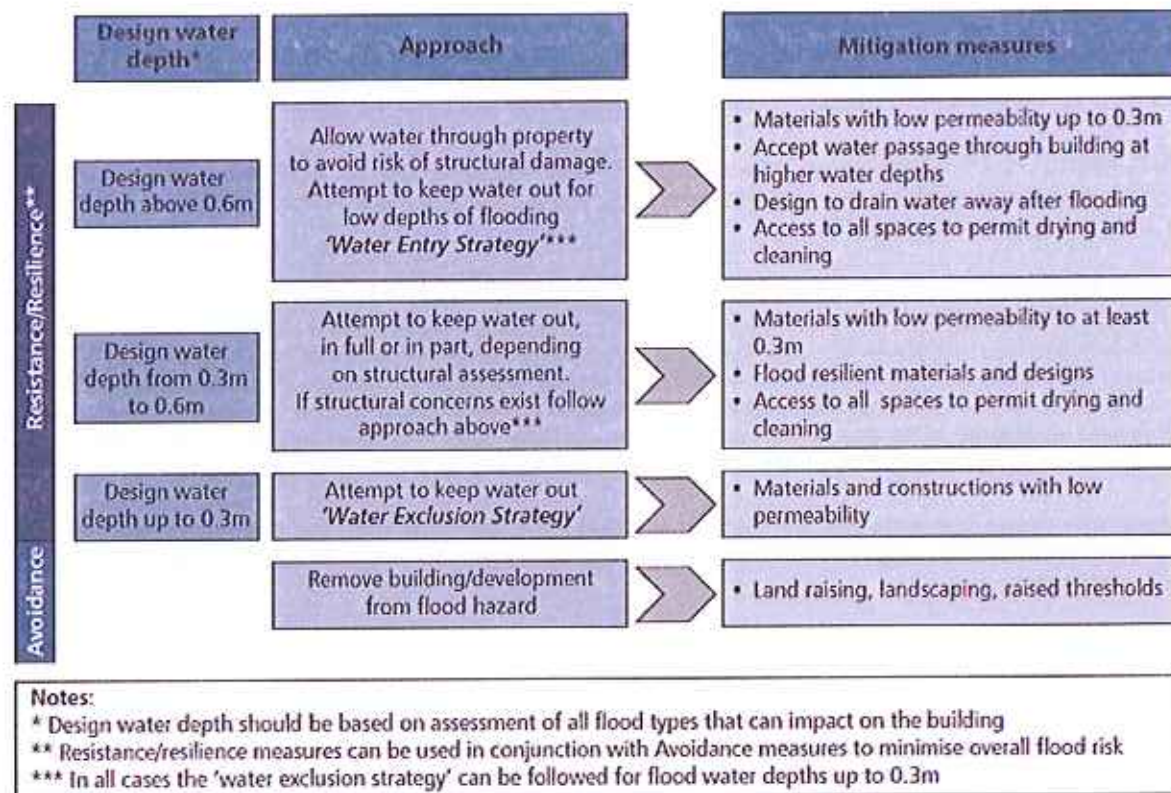 Design water
depth*
Approach
Mitigation measures
Resistance/Resilience**
Design water
depth above 0.6m
Allow water through property
to avoid risk of structural damage.
Attempt to keep water out for
low depths of flooding
'Water Entry Strategy'***
• Materials with low permeability up to 0.3m
• Accept water passage through building at
higher water depths
• Design to drain water away after flooding
• Access to all spaces to permit drying and
cleaning
Design water
depth from 0.3m
to 0.6m
Attempt to keep water out,
in full or in part, depending
on structural assessment.
If structural concerns exist follow
approach above***
• Materials with low permeability to at least
0.3m
• Flood resilient materials and designs
• Access to all spaces to permit drying and
cleaning
Design water
depth up to 0.3m
Attempt to keep water out
'Water Exclusion Strategy'
• Materials and constructions with low
permeability
Avoidance
Remove building/development
from flood hazard
• Land raising, landscaping, raised thresholds
Notes:
* Design water depth should be based on assessment of all flood types that can impact on the building
** Resistance/resilience measures can be used in conjunction with Avoidance measures to minimise overall flood risk
*** In all cases the 'water exclusion strategy' can be followed for flood water depths up to 0.3m